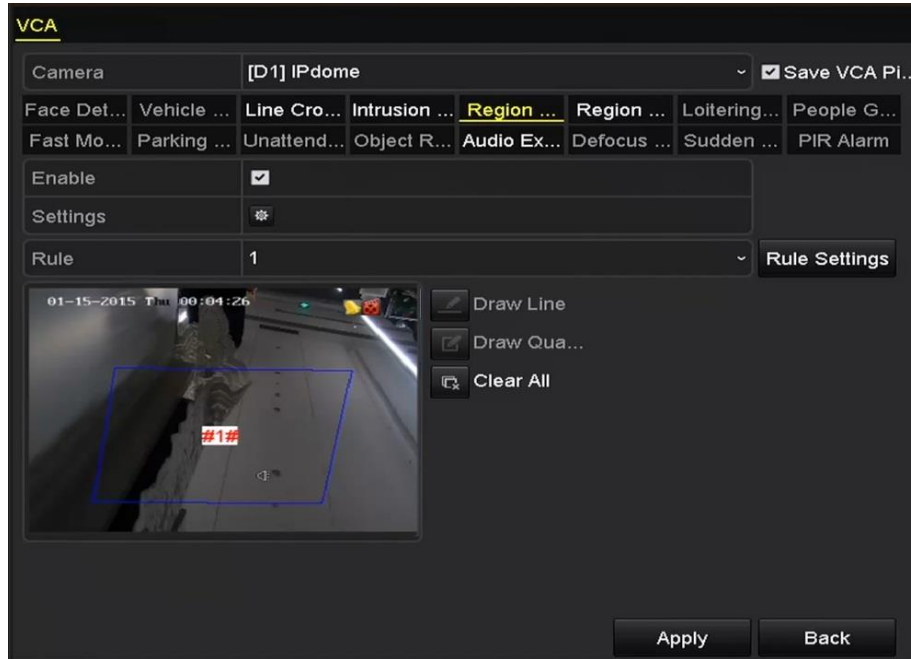 VCA
Camera [D1] IPdome Save VCA Pi..
Face Det... Vehicle ... Line Cro... Intrusion ... Region ... Region ... Loitering... People G...
Fast Mo... Parking ... Unattend... Object R... Audio Ex... Defocus ... Sudden ... PIR Alarm
Enable
Settings
Rule 1 Rule Settings
01-15-2015 Thu 00:04:26
Draw Line
Draw Qua...
Clear All
#1#
Apply Back